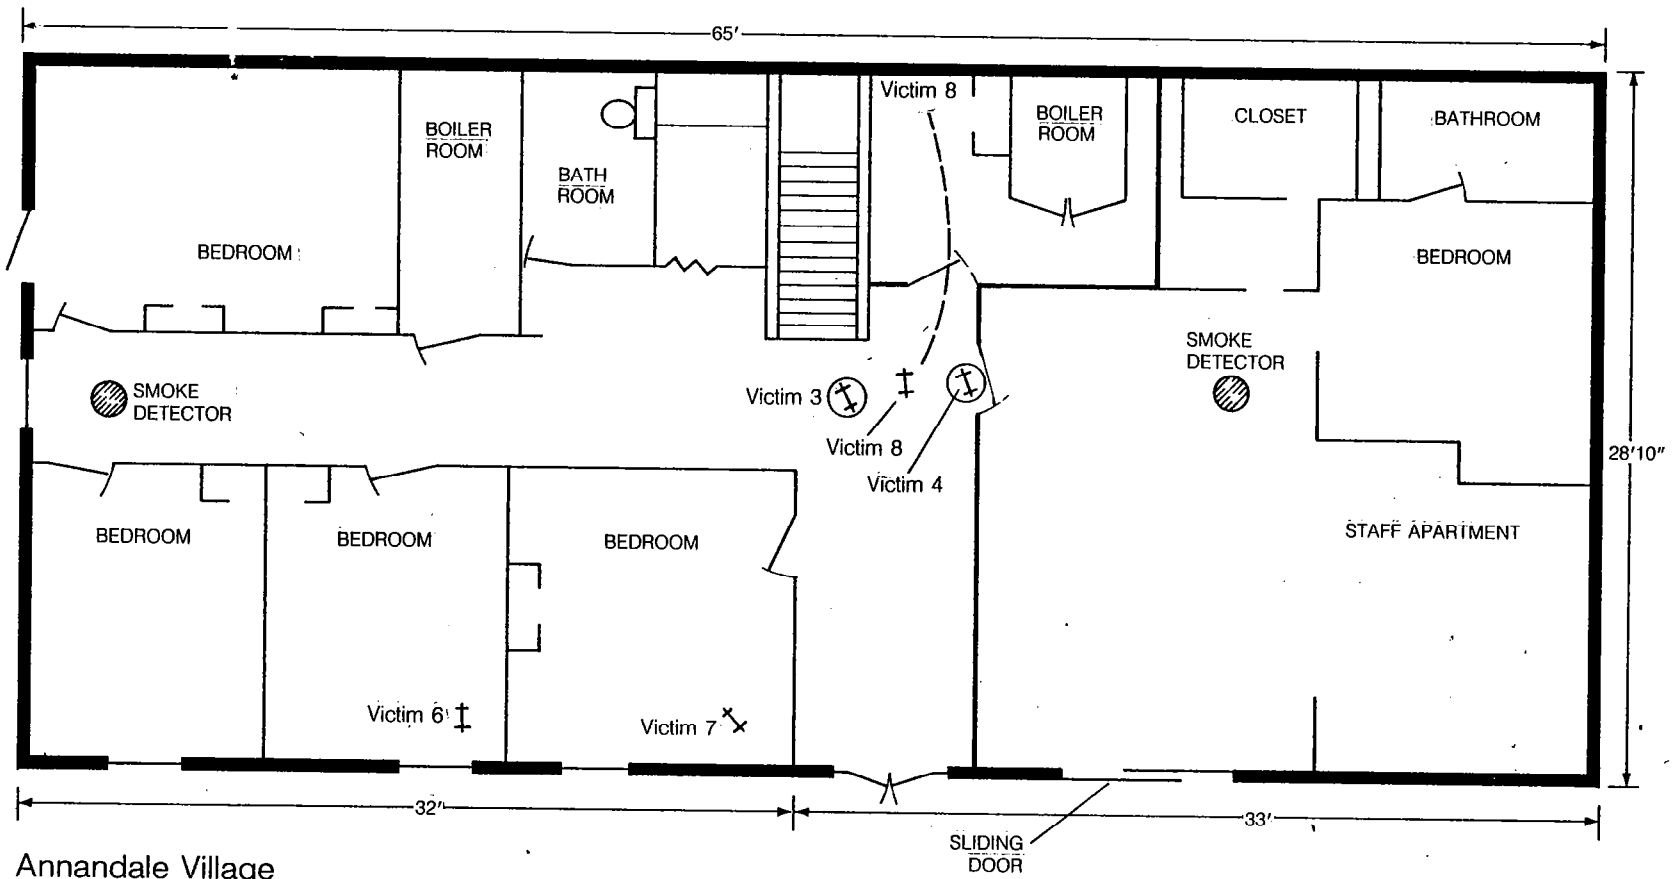 65'
Victim 8
BOILER
ROOM
BATH
ROOM
BOILER
ROOM
CLOSET
BATHROOM
BEDROOM
BEDROOM
SMOKE
DETECTOR
SMOKE
DETECTOR
Victim 3
Victim 8
Victim 4
28'10"
BEDROOM
BEDROOM
BEDROOM
STAFF APARTMENT
Victim 6
Victim 7
32'
33'
SLIDING
DOOR
Annandale Village